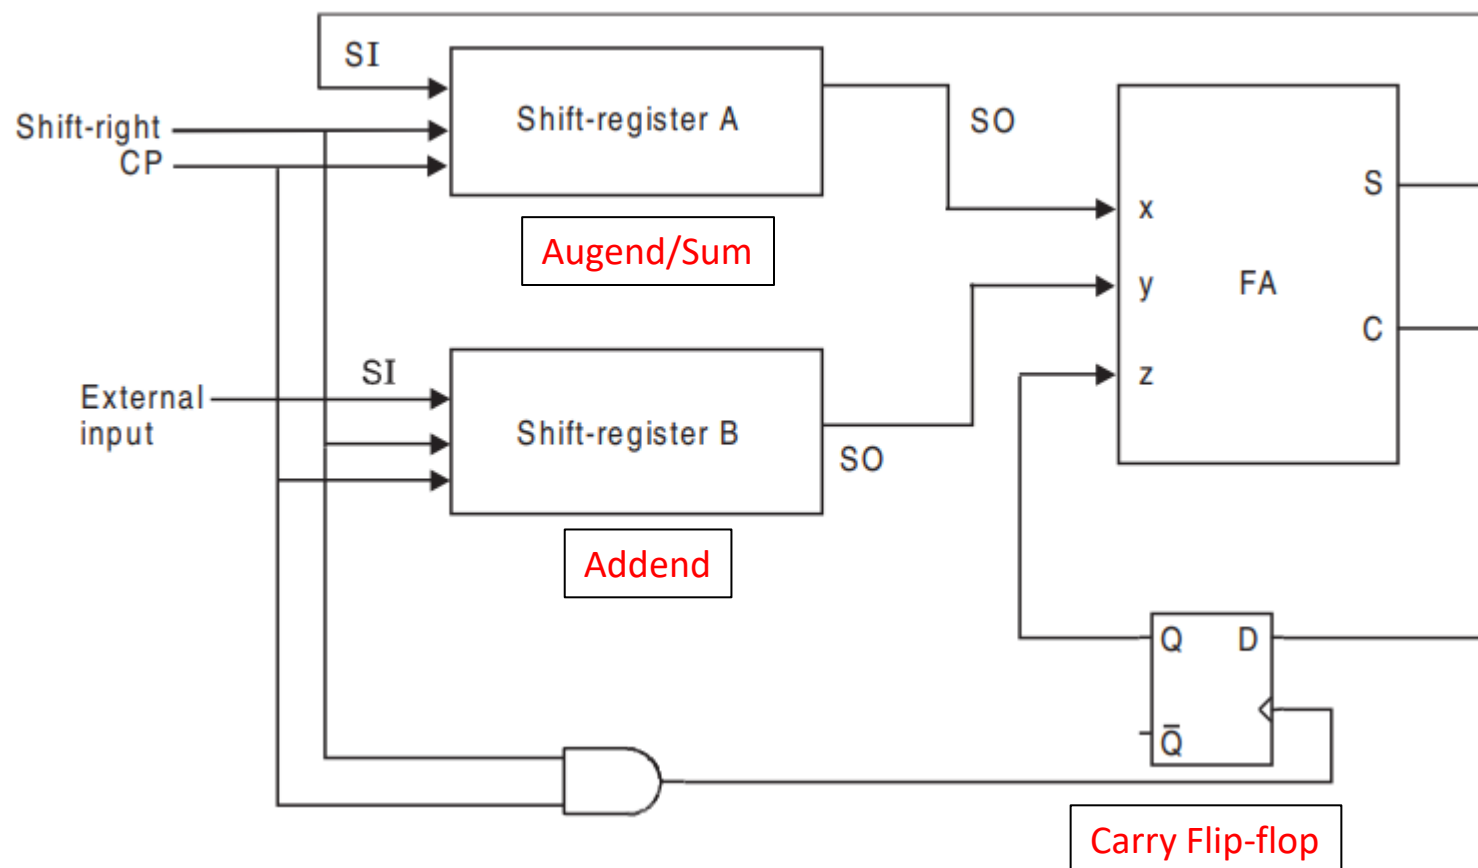 SI
Shift-register A
SO
Shift-right
CP
Augend/Sum
x
S
y
FA
C
z
SI
External
input
Shift-register B
SO
Addend
Q
D
Q̅
Carry Flip-flop